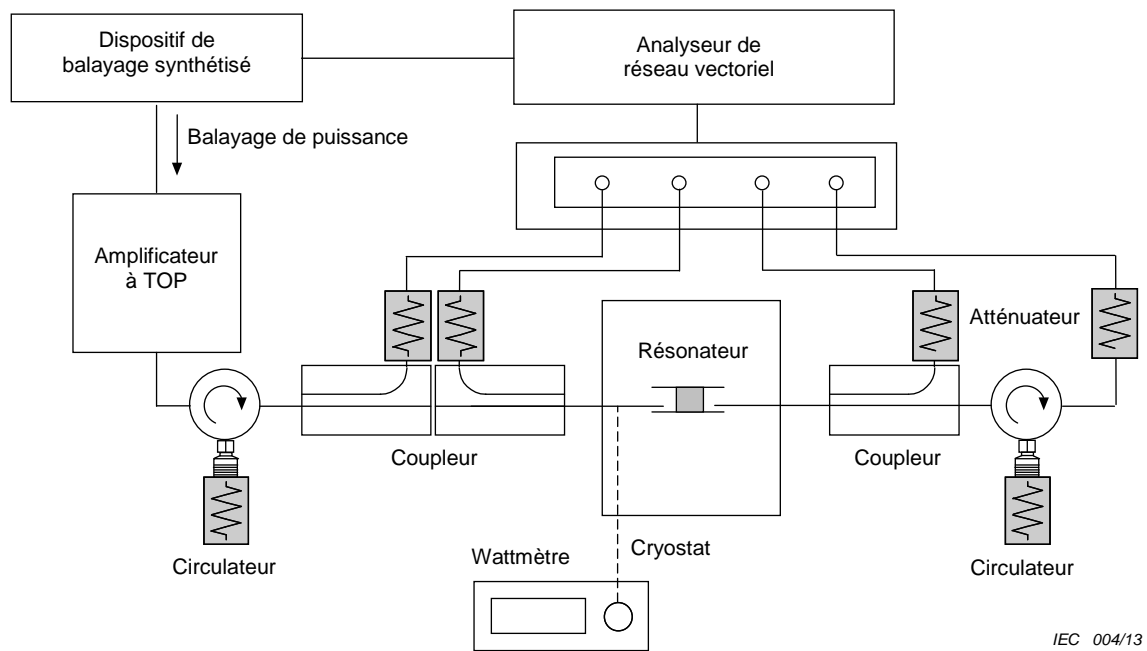 Dispositif de
balayage synthétisé
Analyseur de
réseau vectoriel
Balayage de puissance
Amplificateur
à TOP
Résonateur
Atténuateur
Coupleur
Coupleur
Circulateur
Wattmètre
Cryostat
Circulateur
IEC 004/13